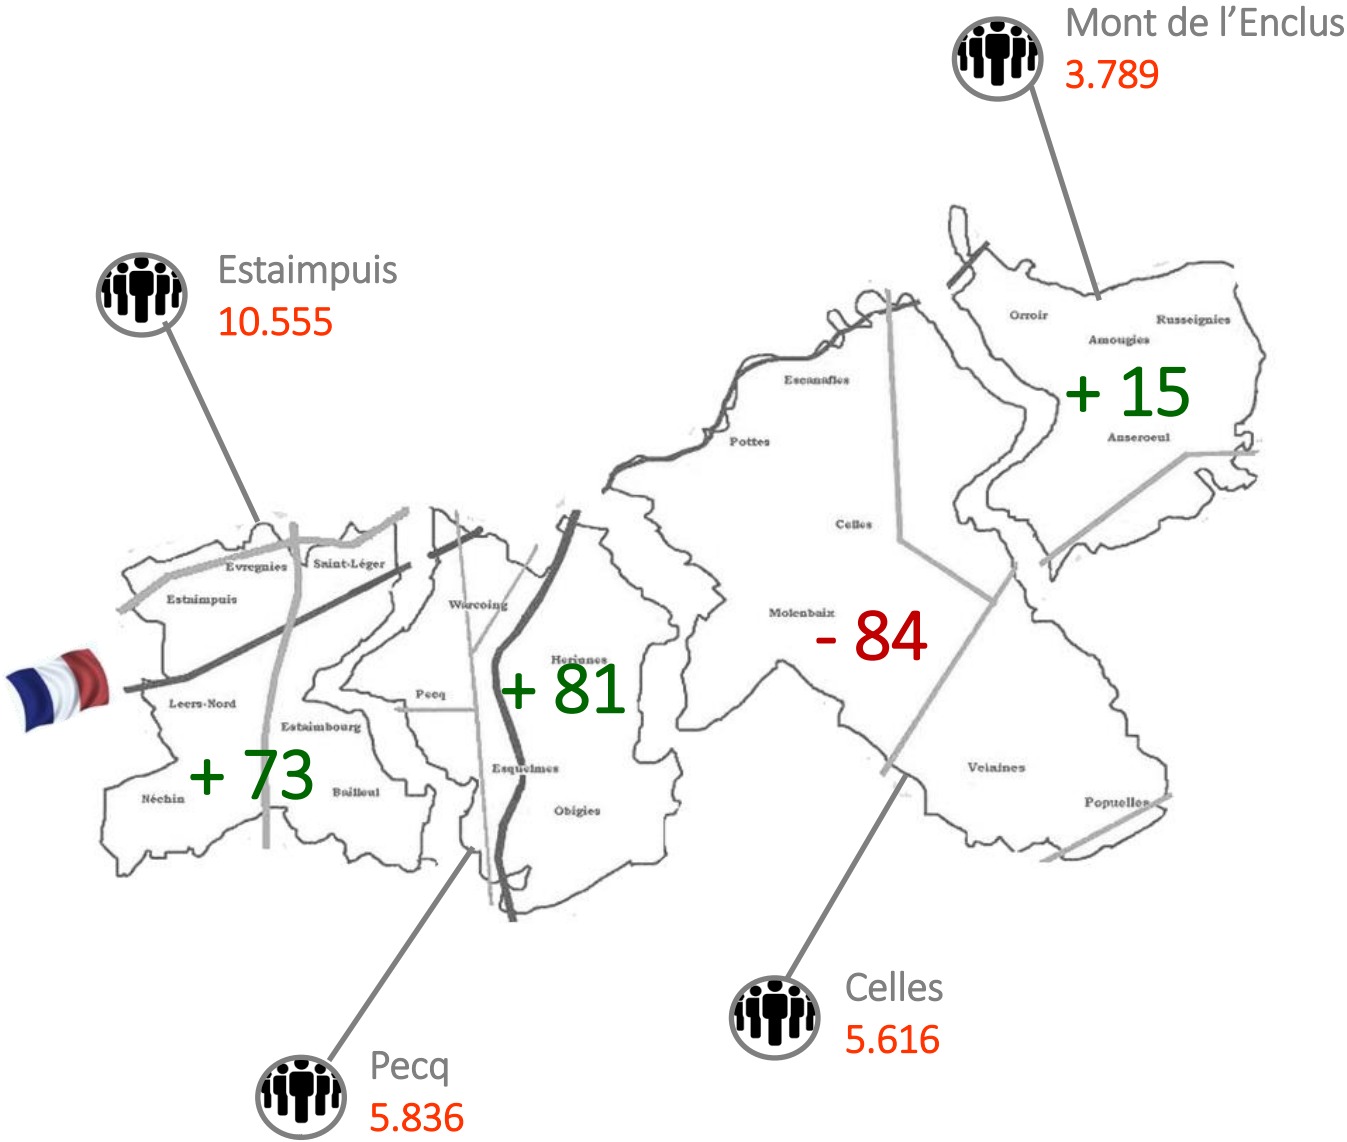 Mont de l’Enclus
3.789
Estaimpuis
10.555
Orroir
Russeignies
Amougies
Escanafles
+ 15
Pottes
Anseroeul
Celles
Evregnies
Saint-Léger
Estaimpuis
Warcoing
Molenbaix
- 84
Herinnes
Pecq
+ 81
Leers-Nord
Estaimbourg
Esquelmes
Velaines
+ 73
Néchin
Bailleul
Obigies
Popuelles
Celles
5.616
Pecq
5.836